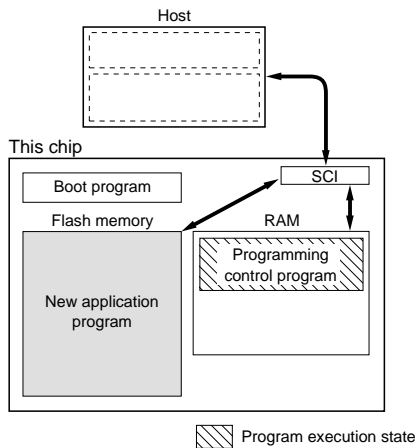 Host
This chip
Boot program
SCI
Flash memory
RAM
Programming
control program
New application
program
Program execution state